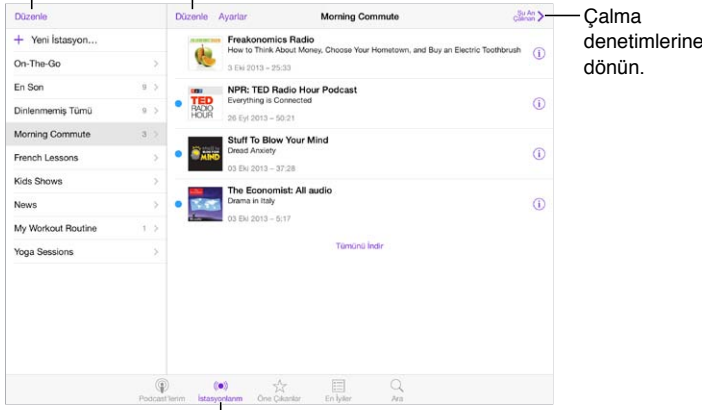 Düzenle
Düzenle Ayarlar Morning Commute Şu An Çalınan
Çalma denetimlerine dönün.
+ Yeni İstasyon...
On-The-Go
En Son 9
Dinlenmemiş Tümü 9
Morning Commute 3
French Lessons
Kids Shows
News
My Workout Routine 1
Yoga Sessions
Freakonomics Radio
How to Think About Money, Choose Your Hometown, and Buy an Electric Toothbrush
3 Eki 2013 – 25:33
NPR: TED Radio Hour Podcast
Everything is Connected
26 Eyl 2013 – 50:21
TED
RADIO
HOUR
Stuff To Blow Your Mind
Dread Anxiety
03 Eki 2013 – 37:28
MIND
The Economist: All audio
Drama in Italy
03 Eki 2013 – 5:17
Tümünü İndir
Podcast'lerim İstasyonlarım Öne Çıkanlar En İyiler Ara